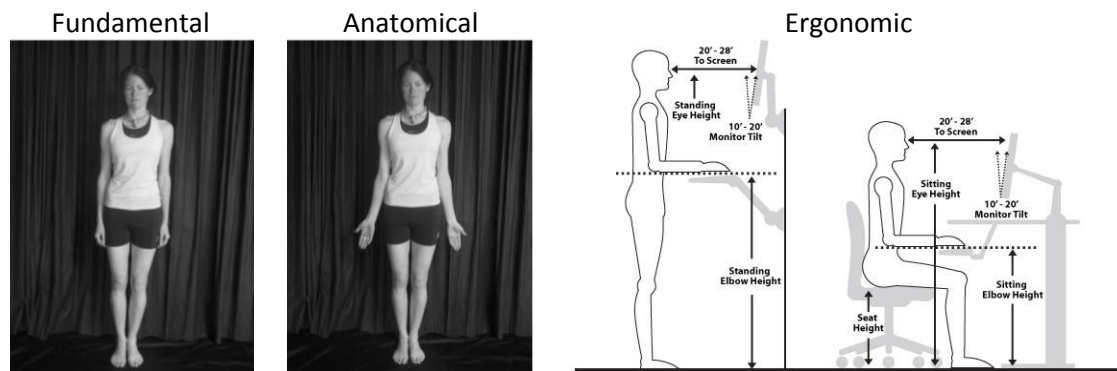 Fundamental
Anatomical
Ergonomic
20' - 28'
To Screen
Standing
Eye Height
10' - 20'
Monitor Tilt
Standing
Elbow Height
20' - 28'
To Screen
Sitting
Eye Height
10' - 20'
Monitor Tilt
Seat
Height
Sitting
Elbow Height